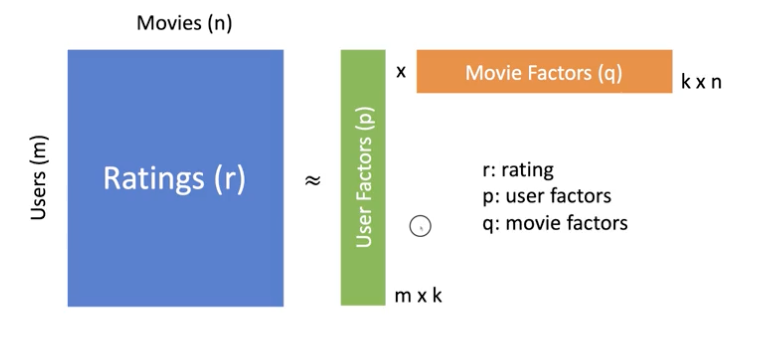 Movies (n)
Users (m)
Ratings (r)
≈
User Factors (p)
x
Movie Factors (q)
k x n
r: rating
p: user factors
q: movie factors
m x k